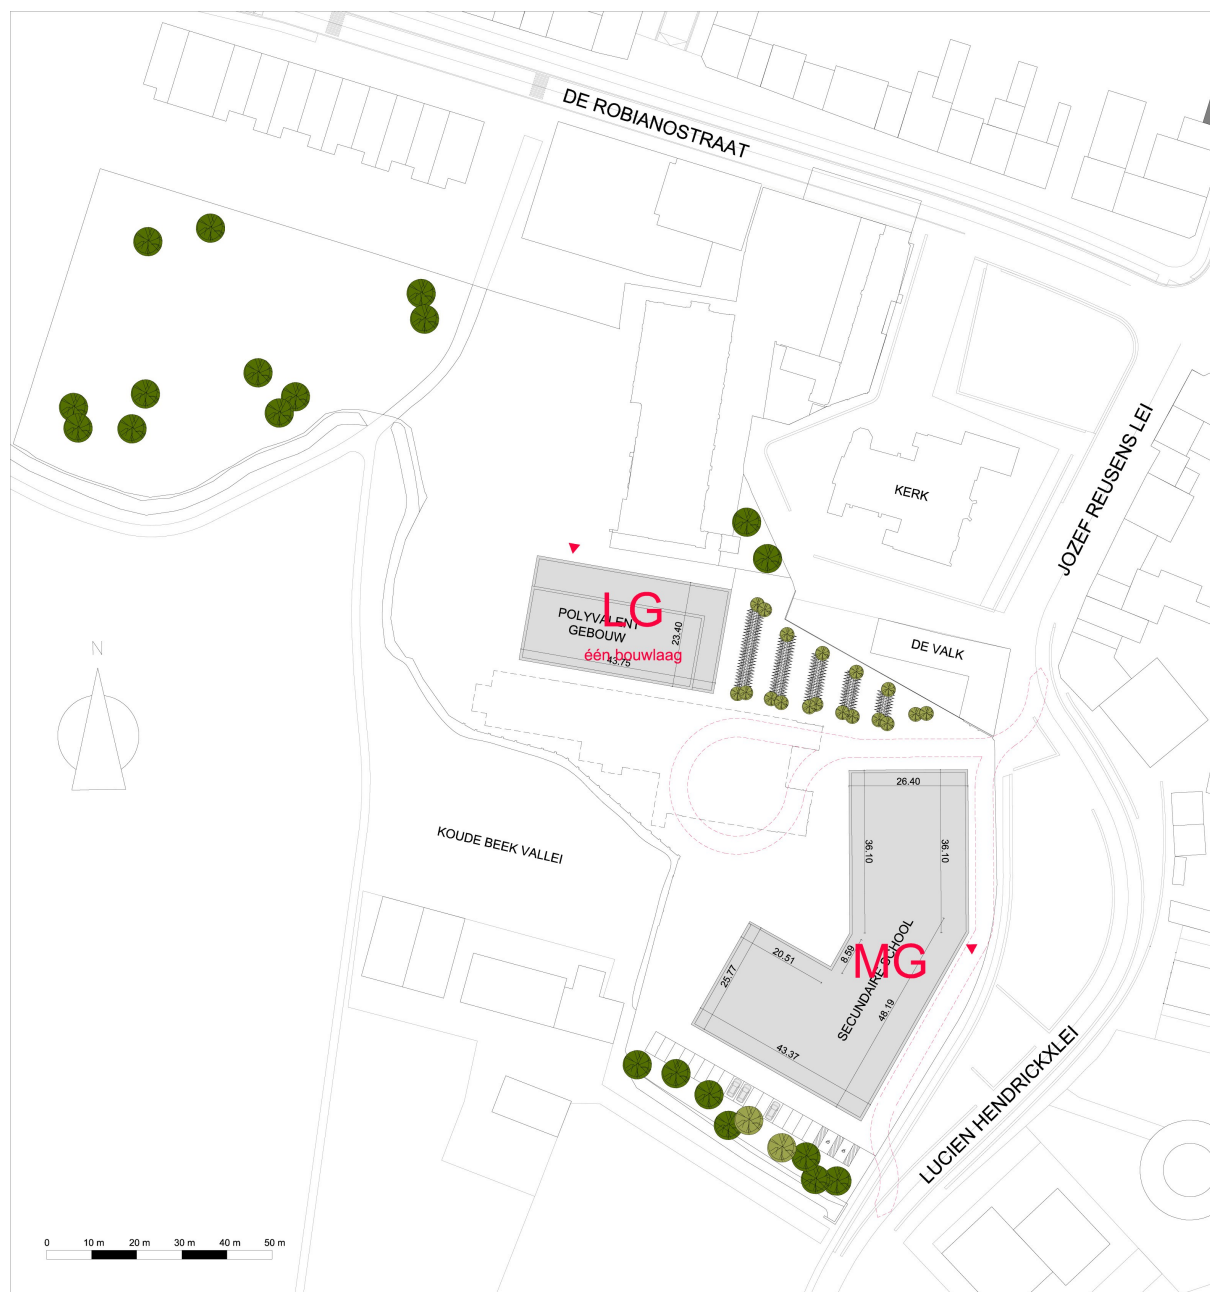 DE ROBIANOSTRAAT
JOZEF REUSENS LEI
KERK
LG
POLYVALENT
GEBOUW
één bouwlaag
43.75
23.40
DE VALK
N
26.40
36.10
36.10
KOUDE BEEK VALLEI
20.51
8.59
25.77
MG
SECUNDAIRE SCHOOL
48.19
43.37
LUCIEN HENDRICKXLEI
0 10 m 20 m 30 m 40 m 50 m